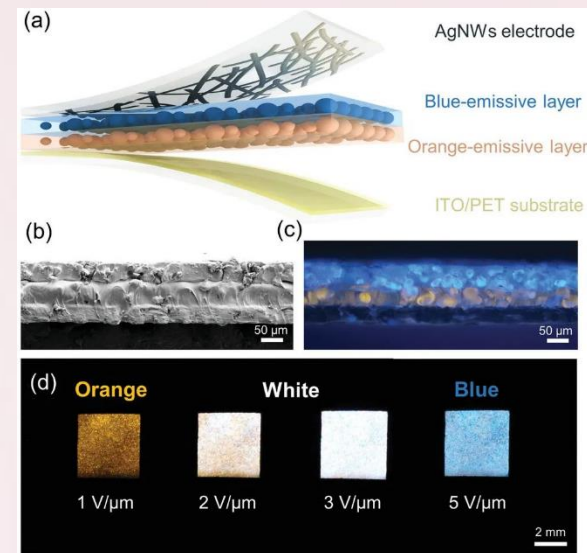 (a)
AgNWs electrode
Blue-emissive layer
Orange-emissive layer
ITO/PET substrate
(b)
50 µm
(c)
50 µm
(d)
Orange White Blue
1 V/µm 2 V/µm 3 V/µm 5 V/µm
2 mm